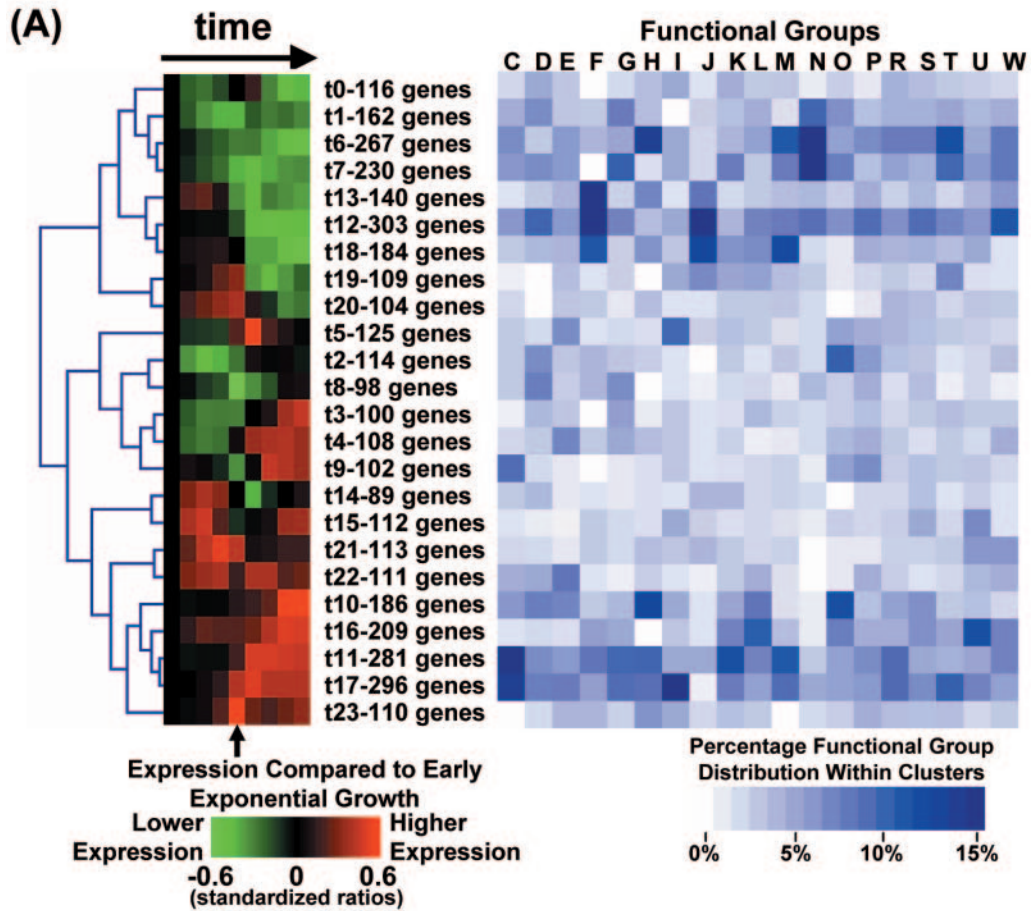 (A)
time
Functional Groups
C D E F G H I J K L M N O P R S T U W
t0-116 genes
t1-162 genes
t6-267 genes
t7-230 genes
t13-140 genes
t12-303 genes
t18-184 genes
t19-109 genes
t20-104 genes
t5-125 genes
t2-114 genes
t8-98 genes
t3-100 genes
t4-108 genes
t9-102 genes
t14-89 genes
t15-112 genes
t21-113 genes
t22-111 genes
t10-186 genes
t16-209 genes
t11-281 genes
t17-296 genes
t23-110 genes
Expression Compared to Early
Exponential Growth
Lower
Expression
Higher
Expression
-0.6 0 0.6
(standardized ratios)
Percentage Functional Group
Distribution Within Clusters
0% 5% 10% 15%